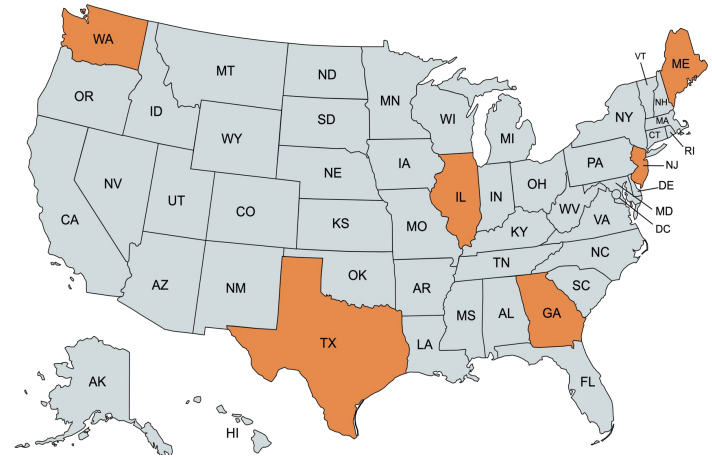 WA
MT
ND
MN
VT
ME
OR
ID
SD
WI
MI
NY
NH
MA
CT
RI
WY
NE
IA
IL
IN
OH
PA
NJ
DE
MD
DC
NV
UT
CO
KS
MO
KY
WV
VA
CA
AZ
NM
OK
AR
TN
NC
SC
TX
LA
MS
AL
GA
FL
AK
HI